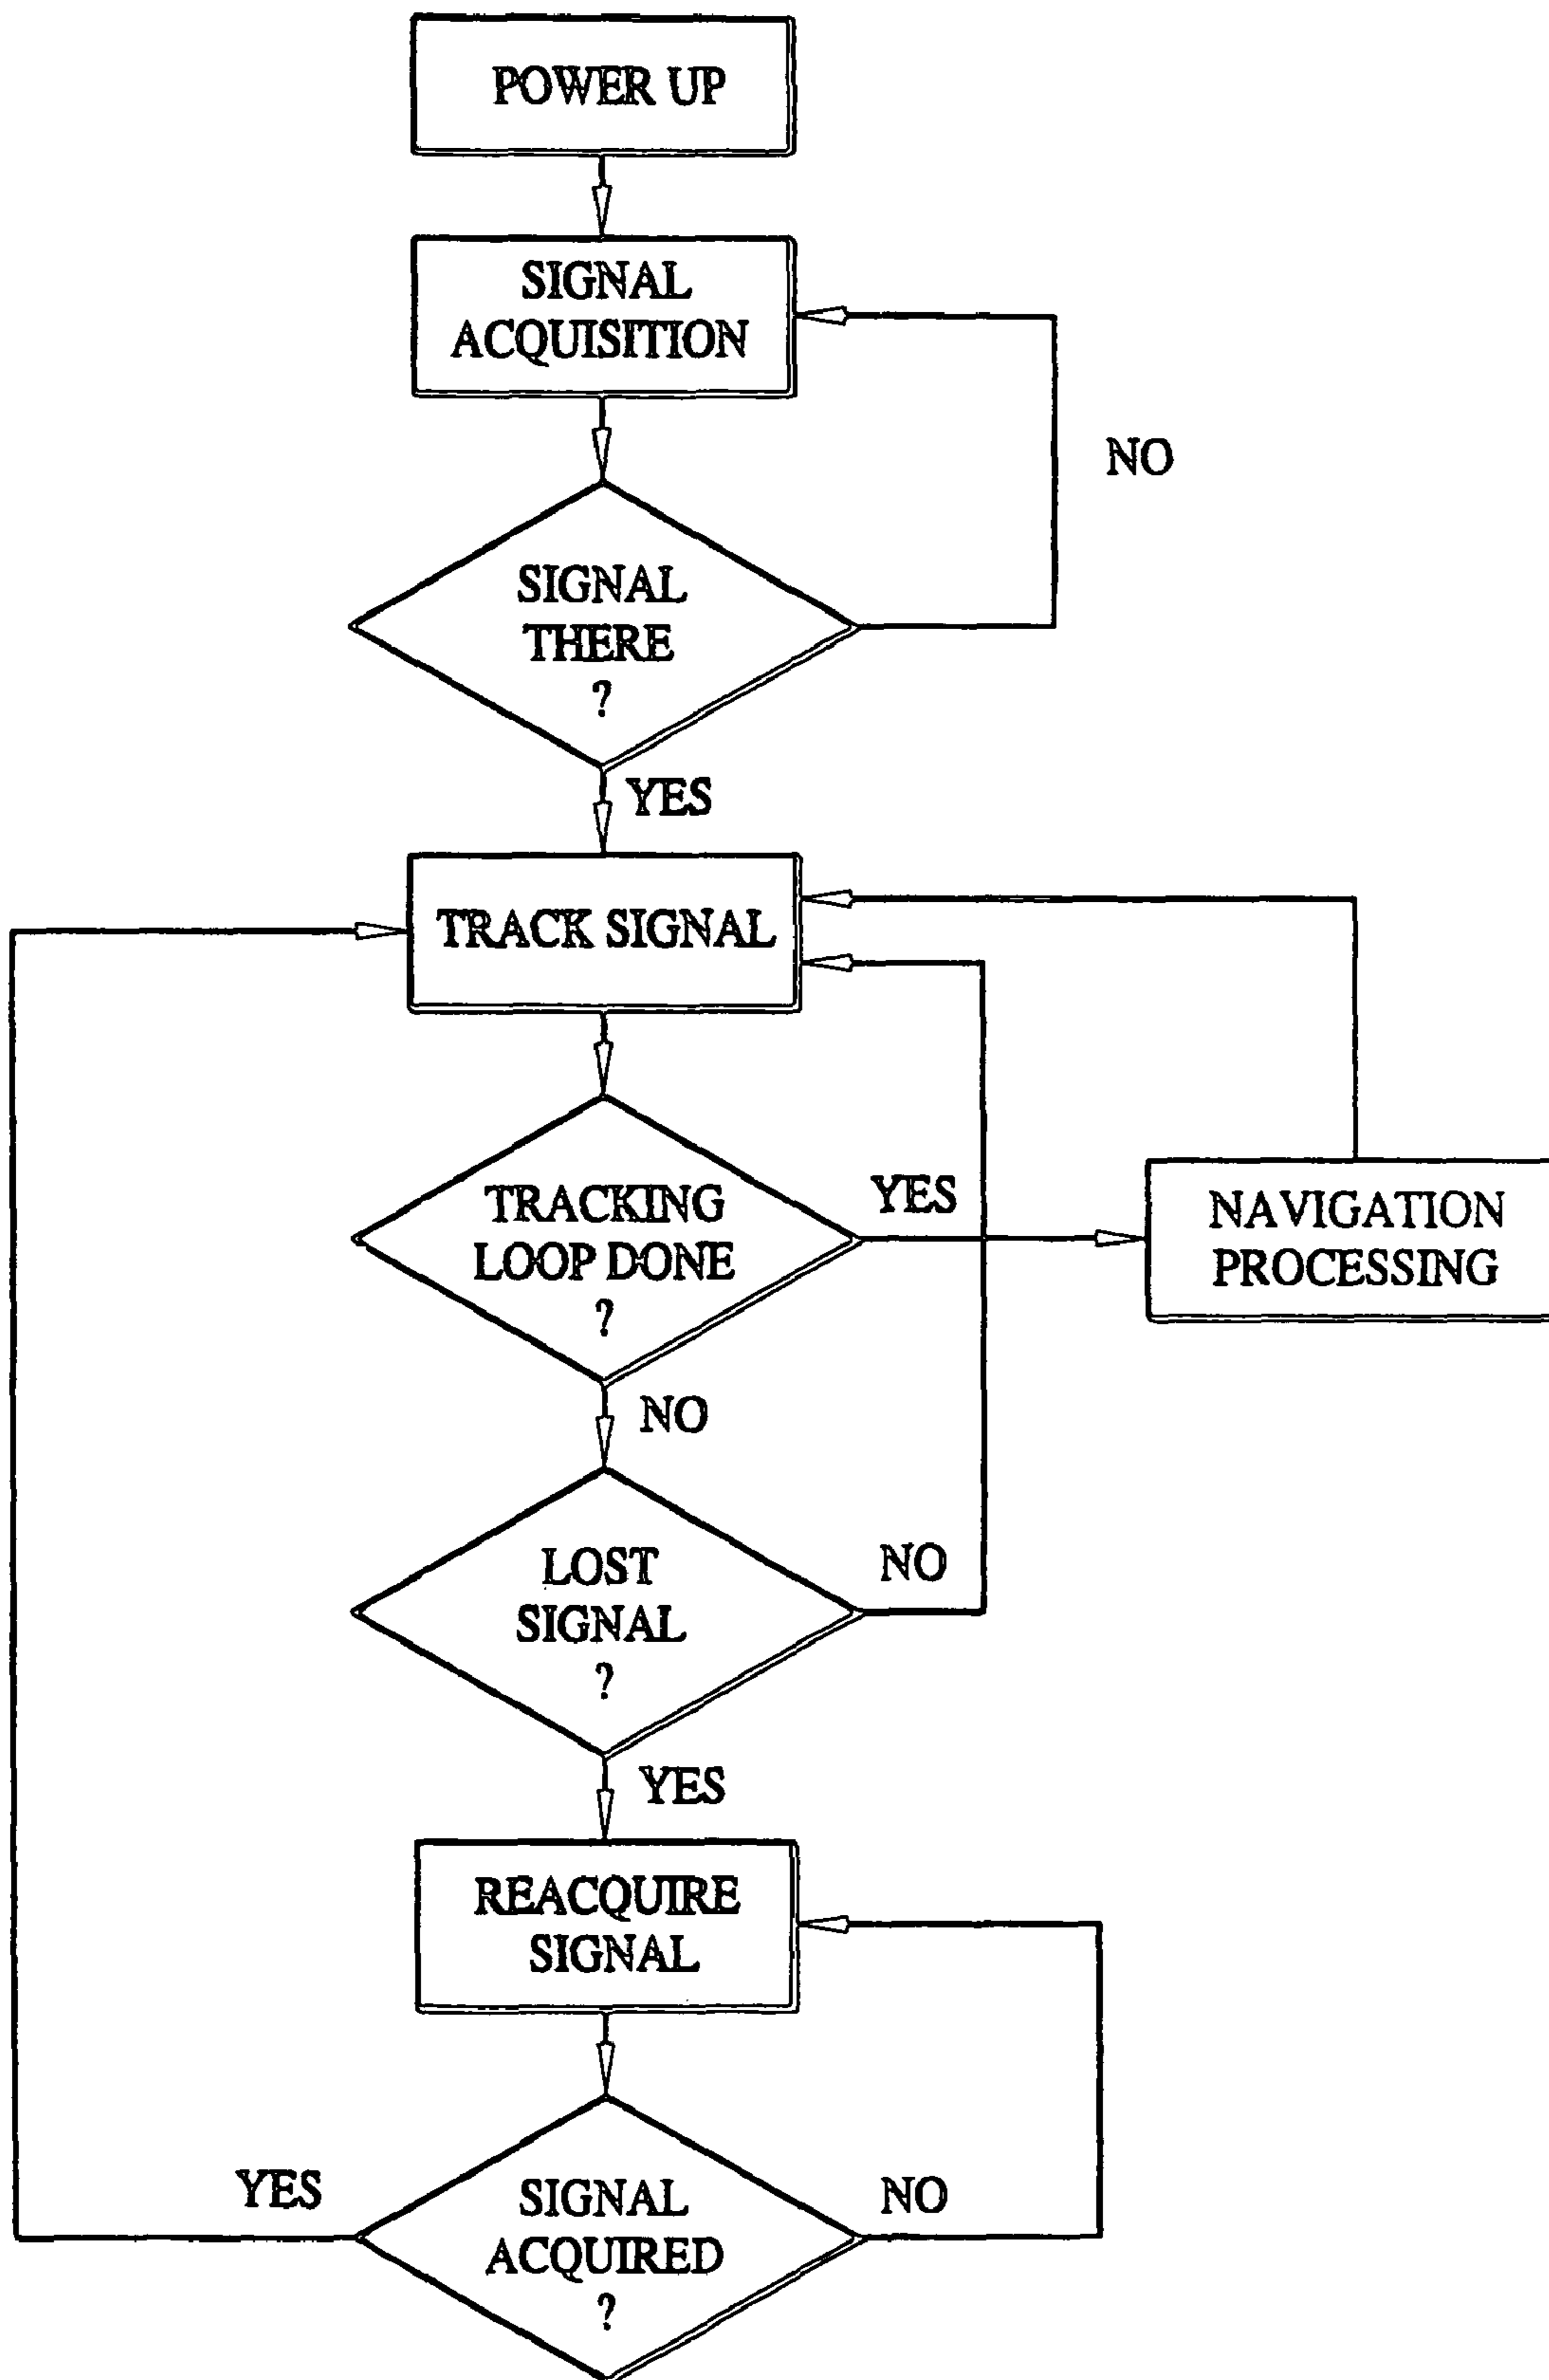 POWER UP
SIGNAL
ACQUISITION
NO
SIGNAL
THERE
?
YES
TRACK SIGNAL
TRACKING
LOOP DONE
?
YES
NAVIGATION
PROCESSING
NO
LOST
SIGNAL
?
NO
YES
REACQUIRE
SIGNAL
YES
SIGNAL
ACQUIRED
?
NO